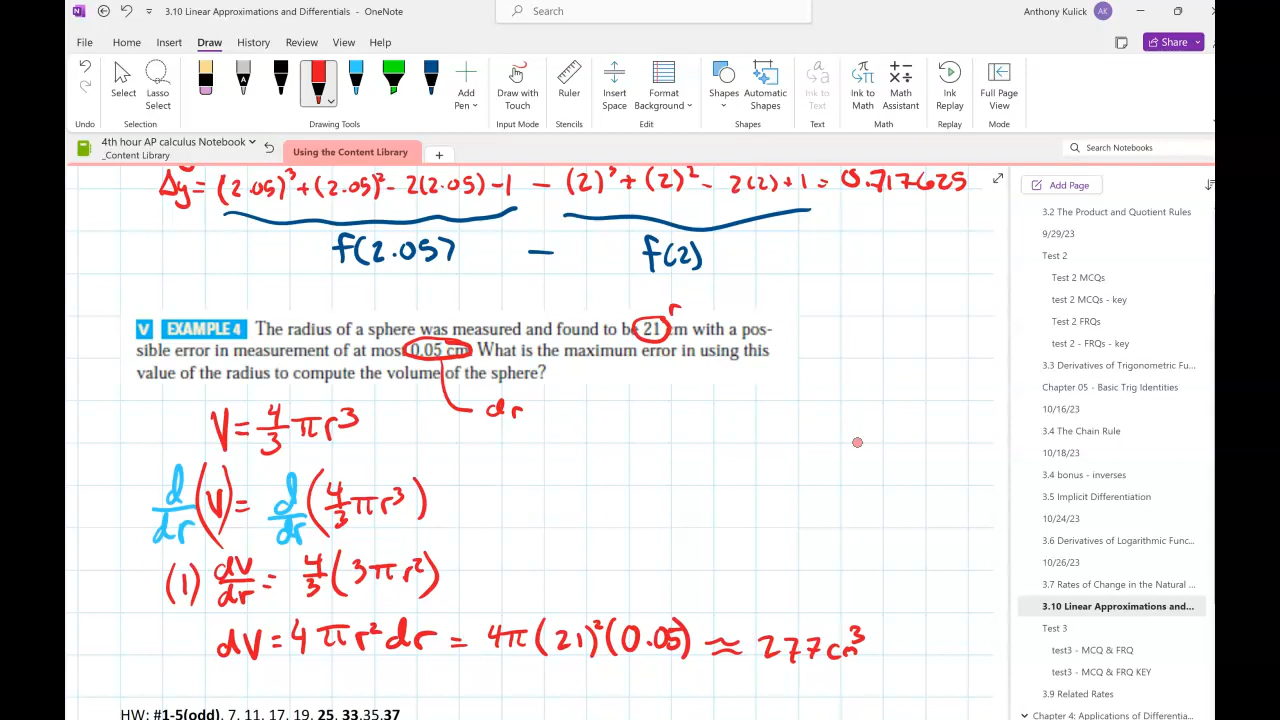 3.10 Linear Approximations and Differentials - OneNote
Search
Anthony Kulick AK
File Home Insert Draw History Review View Help
Share
Undo
Select
Lasso Select
Add Pen
Draw with Touch
Ruler
Insert Space
Format Background
Shapes
Automatic Shapes
Ink to Text
Ink to Math
Math Assistant
Ink Replay
Full Page View
Undo Selection Drawing Tools Input Mode Stencils Edit Shapes Text Math Replay Mode
4th hour AP calculus Notebook
_Content Library
Using the Content Library
+
Search Notebooks
Δy = (2.05)³+(2.05)²-2(2.05)-1 - (2)³+(2)²-2(2)+1 = 0.717625
f(2.05) - f(2)
r
V EXAMPLE 4 The radius of a sphere was measured and found to be 21 cm with a pos-
sible error in measurement of at most 0.05 cm. What is the maximum error in using this
value of the radius to compute the volume of the sphere?
dr
V = 4/3 πr³
d/dr (V) = d/dr (4/3 πr³)
(1) dV/dr = 4/3 (3πr²)
dV = 4πr² dr = 4π(21)²(0.05) ≈ 277cm³
HW: #1-5(odd), 7, 11, 17, 19, 25, 33,35,37
Add Page
3.2 The Product and Quotient Rules
9/29/23
Test 2
Test 2 MCQs
test 2 MCQs - key
Test 2 FRQs
test 2 - FRQs - key
3.3 Derivatives of Trigonometric Fu...
Chapter 05 - Basic Trig Identities
10/16/23
3.4 The Chain Rule
10/18/23
3.4 bonus - inverses
3.5 Implicit Differentiation
10/24/23
3.6 Derivatives of Logarithmic Func...
10/26/23
3.7 Rates of Change in the Natural ...
3.10 Linear Approximations and...
Test 3
test3 - MCQ & FRQ
test3 - MCQ & FRQ KEY
3.9 Related Rates
Chapter 4: Applications of Differentia...